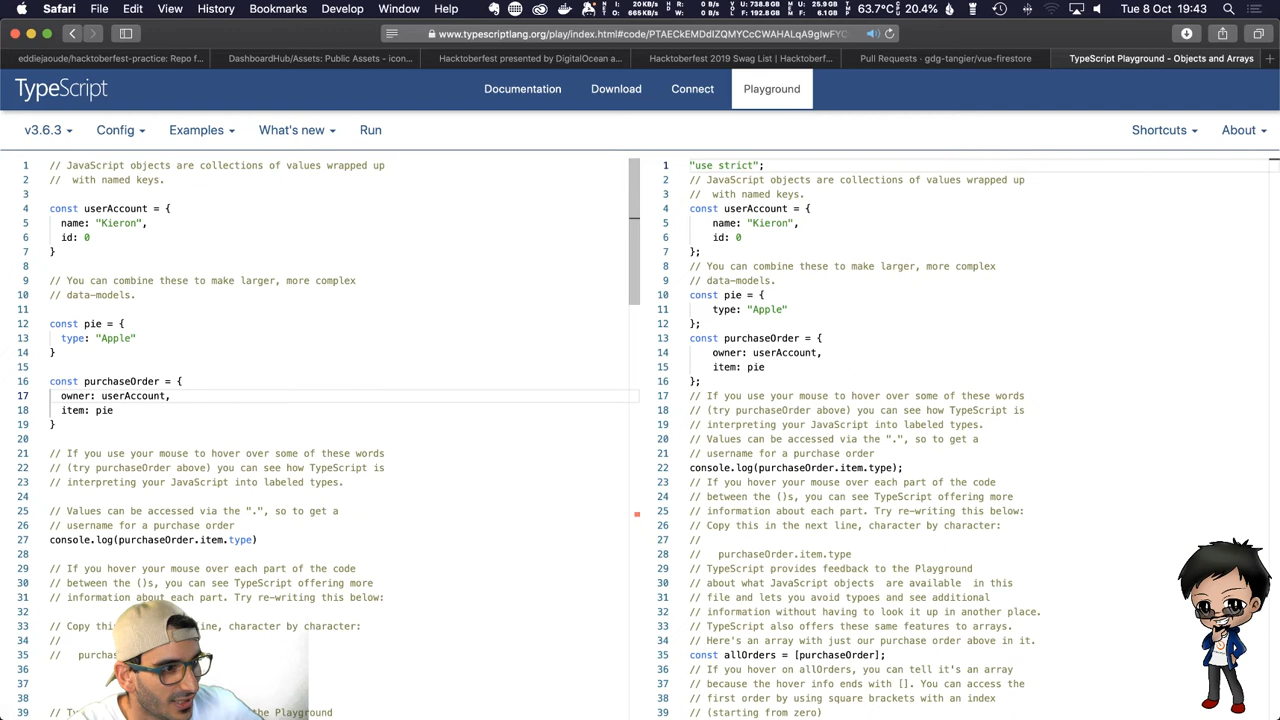 Safari File Edit View History Bookmarks Develop Window Help
63.7°C 20.4% Tue 8 Oct 19:43
www.typescriptlang.org/play/index.html#code/PTAECkEMDdIZQMYCcCWAHALqA9giwFYC
eddiejaoude/hacktoberfest-practice: Repo f... DashboardHub/Assets: Public Assets - icon... Hacktoberfest presented by DigitalOcean a... Hacktoberfest 2019 Swag List | Hacktoberf... Pull Requests · gdg-tangier/vue-firestore TypeScript Playground - Objects and Arrays
TypeScript Documentation Download Connect Playground
v3.6.3 Config Examples What's new Run Shortcuts About
1 // JavaScript objects are collections of values wrapped up
2 //  with named keys.
3
4 const userAccount = {
5   name: "Kieron",
6   id: 0
7 }
8
9 // You can combine these to make larger, more complex
10 // data-models.
11
12 const pie = {
13   type: "Apple"
14 }
15
16 const purchaseOrder = {
17   owner: userAccount,
18   item: pie
19 }
20
21 // If you use your mouse to hover over some of these words
22 // (try purchaseOrder above) you can see how TypeScript is
23 // interpreting your JavaScript into labeled types.
24
25 // Values can be accessed via the ".", so to get a
26 // username for a purchase order
27 console.log(purchaseOrder.item.type)
28
29 // If you hover your mouse over each part of the code
30 // between the ()s, you can see TypeScript offering more
31 // information about each part. Try re-writing this below:
32
33 // Copy this line, character by character:
34 //
35 //   purchas
36
37
38
39 // T the Playground
1 "use strict";
2 // JavaScript objects are collections of values wrapped up
3 //  with named keys.
4 const userAccount = {
5     name: "Kieron",
6     id: 0
7 };
8 // You can combine these to make larger, more complex
9 // data-models.
10 const pie = {
11     type: "Apple"
12 };
13 const purchaseOrder = {
14     owner: userAccount,
15     item: pie
16 };
17 // If you use your mouse to hover over some of these words
18 // (try purchaseOrder above) you can see how TypeScript is
19 // interpreting your JavaScript into labeled types.
20 // Values can be accessed via the ".", so to get a
21 // username for a purchase order
22 console.log(purchaseOrder.item.type);
23 // If you hover your mouse over each part of the code
24 // between the ()s, you can see TypeScript offering more
25 // information about each part. Try re-writing this below:
26 // Copy this in the next line, character by character:
27 //
28 //   purchaseOrder.item.type
29 // TypeScript provides feedback to the Playground
30 // about what JavaScript objects  are available  in this
31 // file and lets you avoid typoes and see additional
32 // information without having to look it up in another place.
33 // TypeScript also offers these same features to arrays.
34 // Here's an array with just our purchase order above in it.
35 const allOrders = [purchaseOrder];
36 // If you hover on allOrders, you can tell it's an array
37 // because the hover info ends with []. You can access the
38 // first order by using square brackets with an index
39 // (starting from zero)